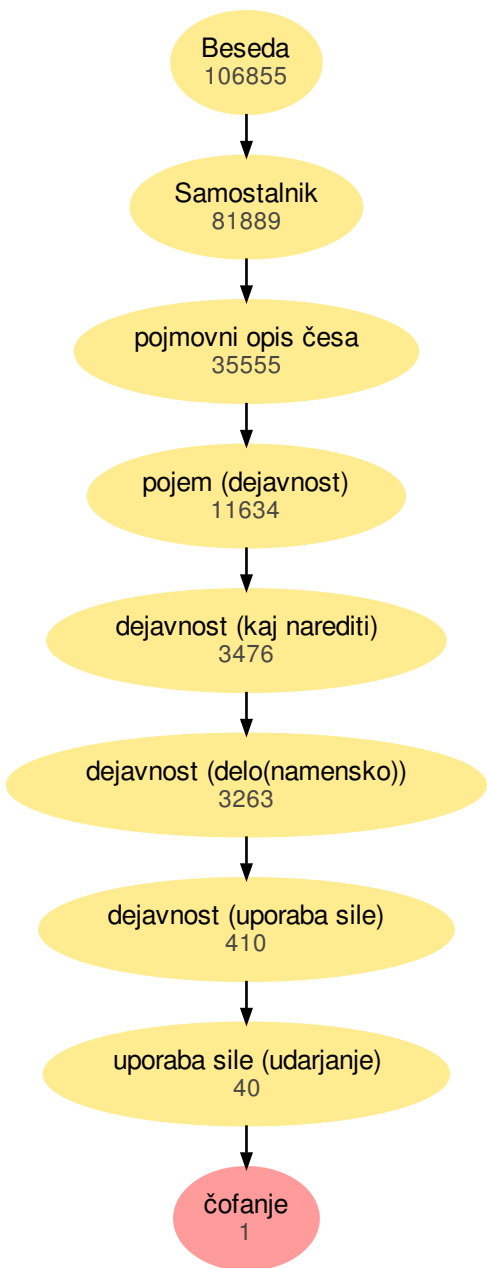 Beseda
106855
Samostalnik
81889
pojmovni opis česa
35555
pojem (dejavnost)
11634
dejavnost (kaj narediti)
3476
dejavnost (delo(namensko))
3263
dejavnost (uporaba sile)
410
uporaba sile (udarjanje)
40
čofanje
1